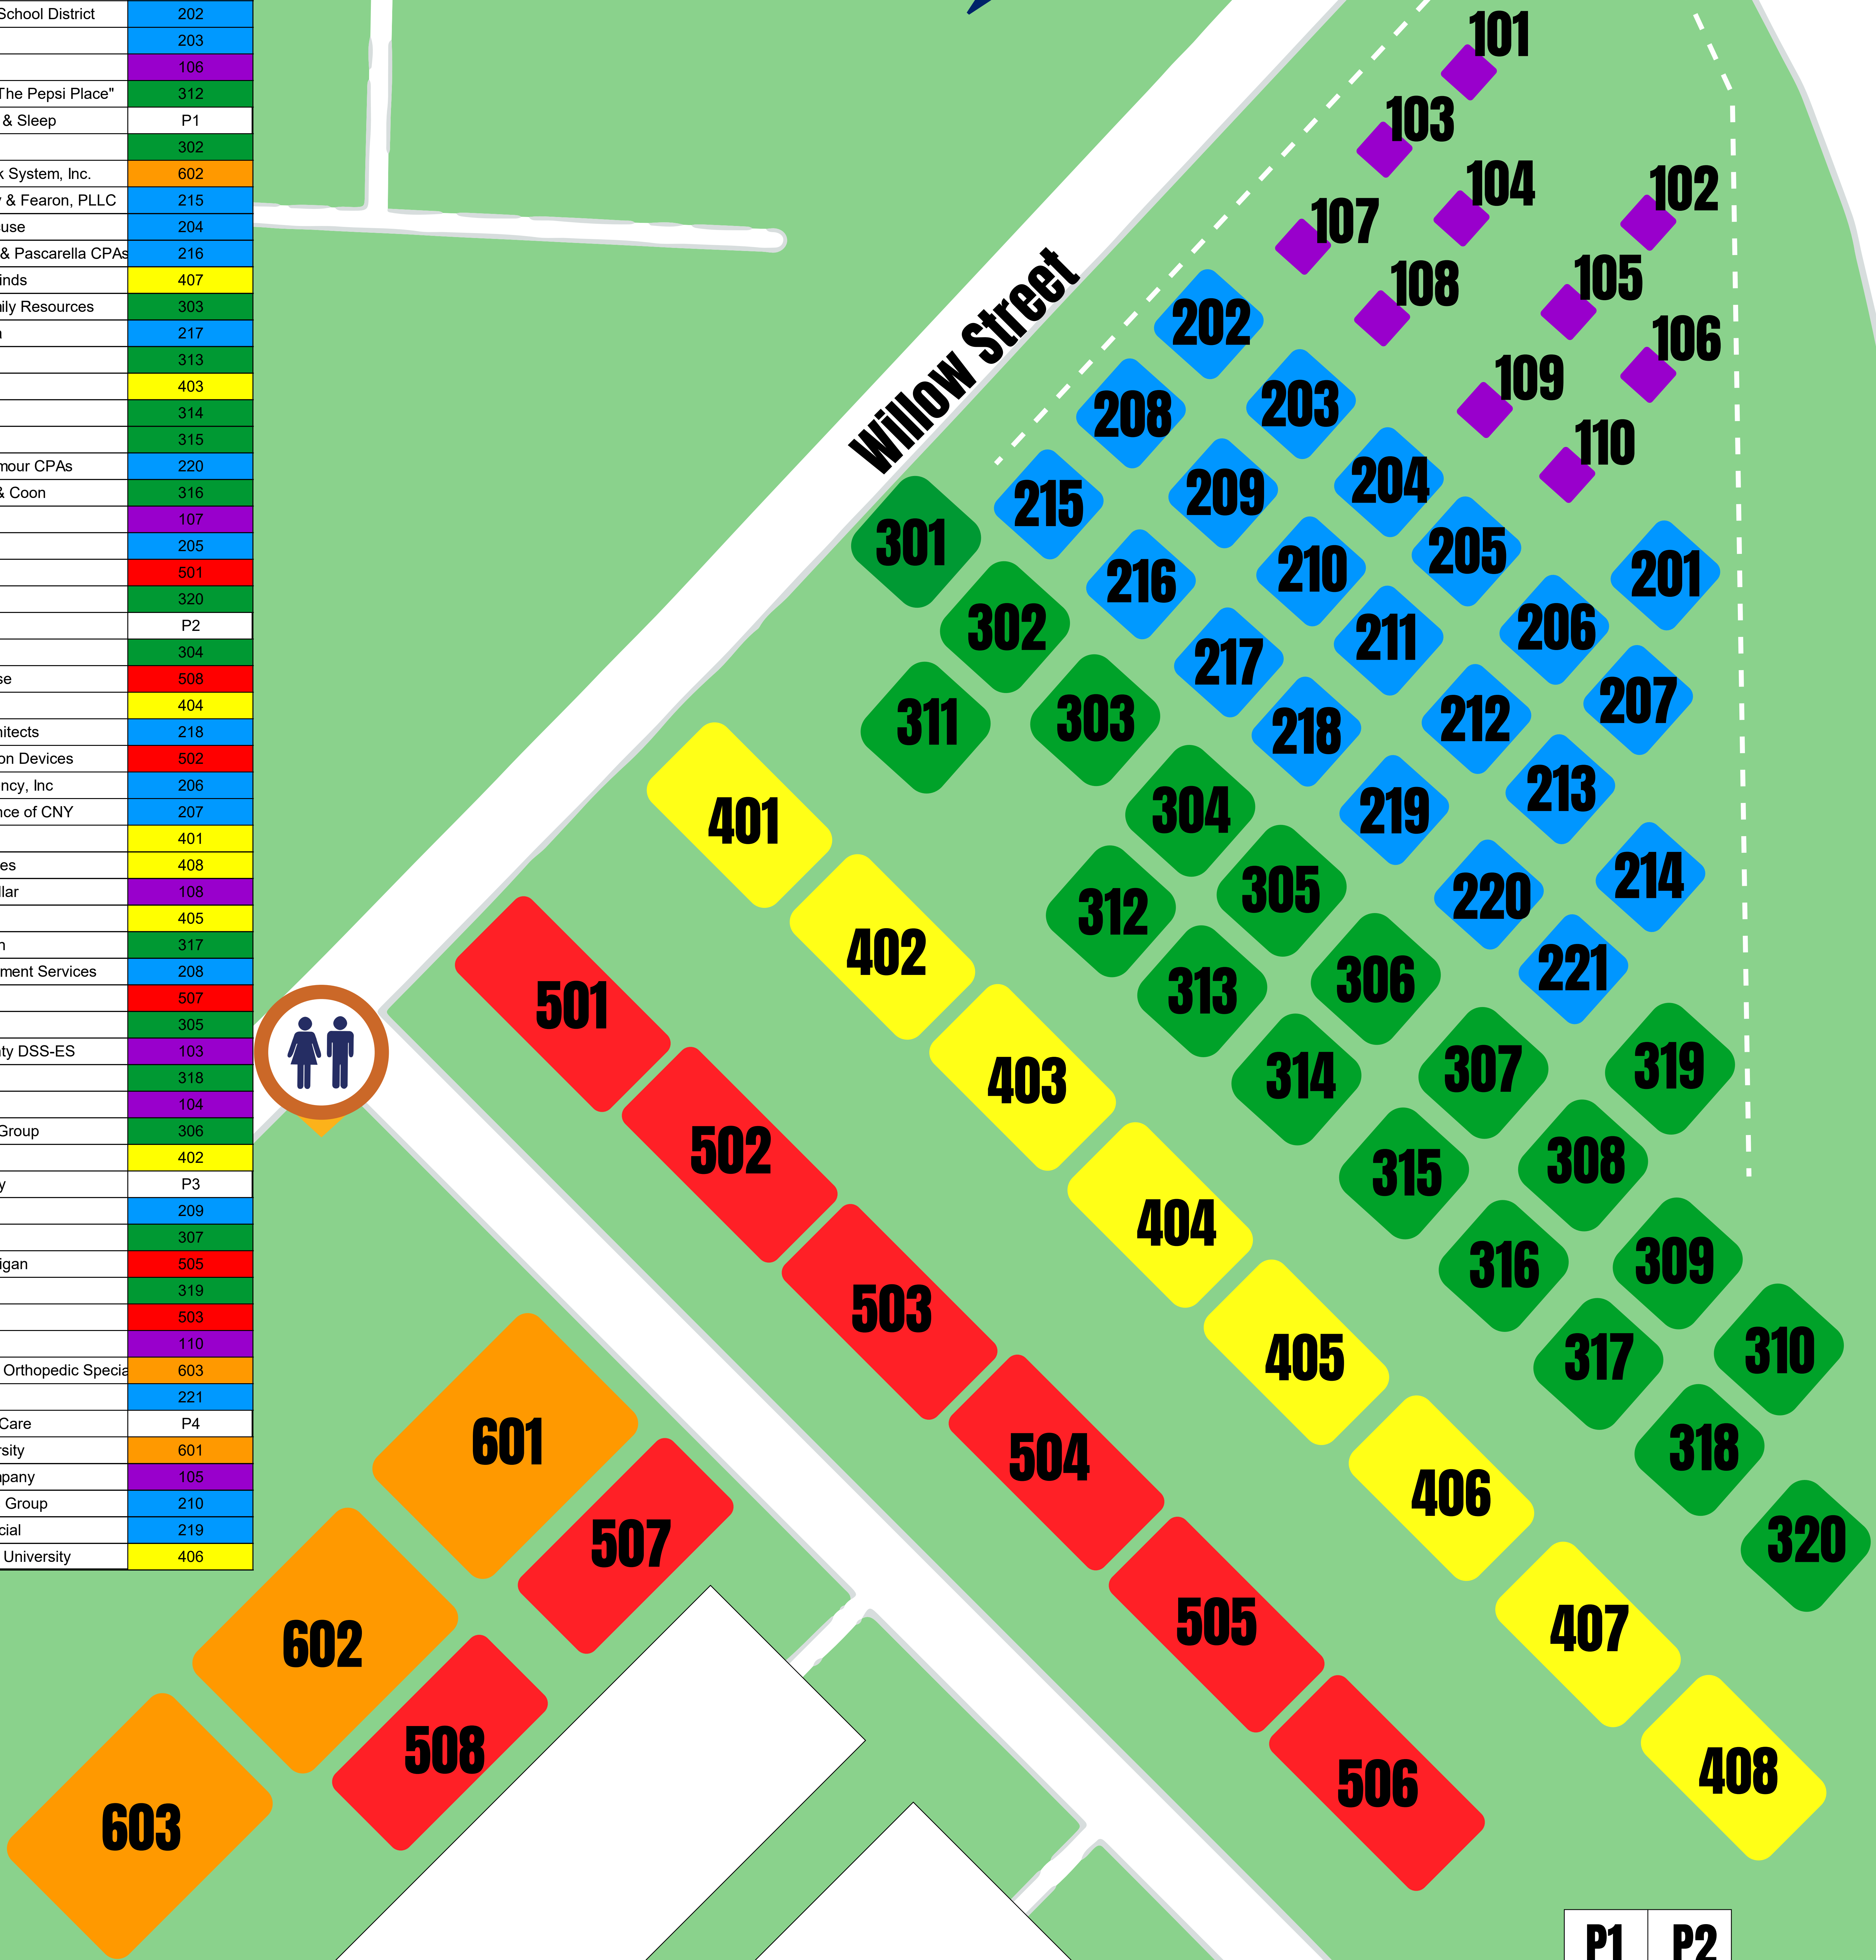 School District 202
203
106
The Pepsi Place" 312
& Sleep P1
302
System, Inc. 602
& Fearon, PLLC 215
use 204
& Pascarella CPAs 216
inds 407
ily Resources 303
217
313
403
314
315
mour CPAs 220
& Coon 316
107
205
501
320
P2
304
se 508
404
hitects 218
on Devices 502
ncy, Inc 206
nce of CNY 207
401
es 408
llar 108
405
n 317
ment Services 208
507
305
ty DSS-ES 103
318
104
Group 306
402
y P3
209
307
igan 505
319
503
110
Orthopedic Specia 603
221
Care P4
rsity 601
mpany 105
Group 210
cial 219
University 406
Willow Street
101
103
104
102
107
108
105
106
109
110
202
203
208
204
209
215
205
201
210
216
206
211
217
207
212
218
213
219
214
220
221
301
302
311
303
304
305
312
306
313
314
307
319
315
308
316
309
317
310
318
320
401
402
403
404
405
406
407
408
501
502
503
504
505
506
601
507
602
508
603
P1 P2